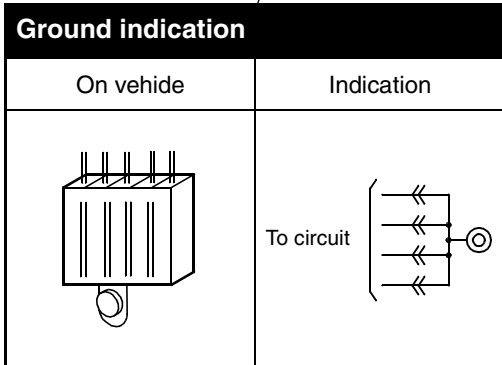 Ground indication
On vehide
Indication
To circuit